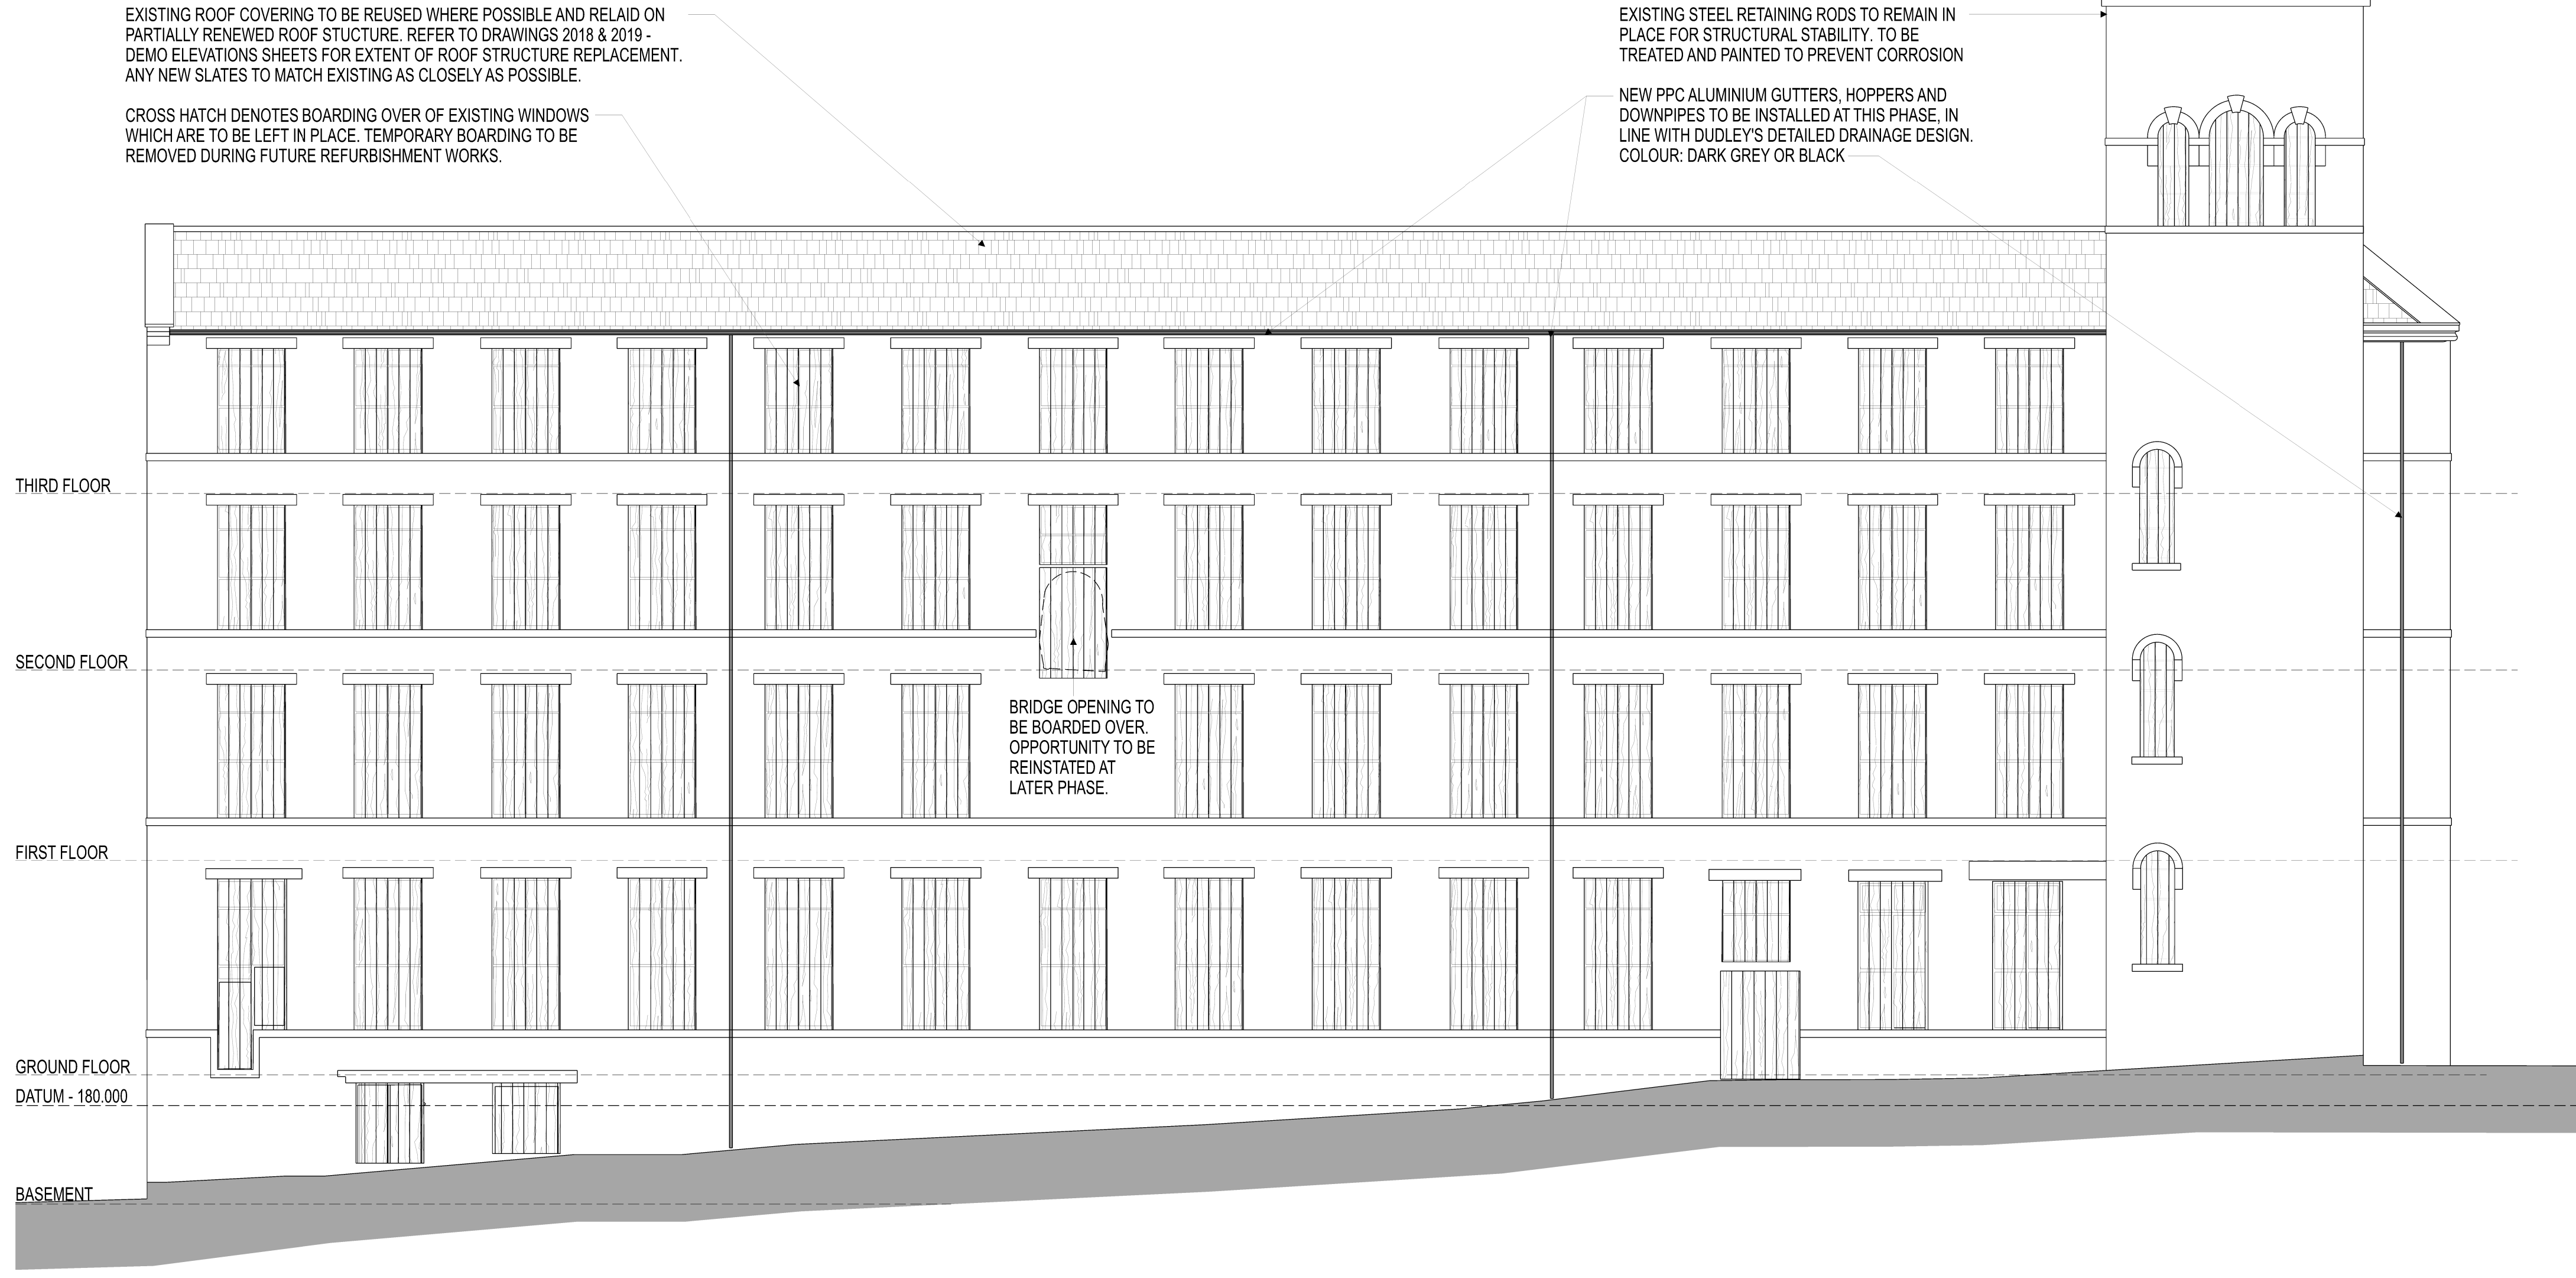 EXISTING ROOF COVERING TO BE REUSED WHERE POSSIBLE AND RELAID ON
PARTIALLY RENEWED ROOF STUCTURE. REFER TO DRAWINGS 2018 & 2019 -
DEMO ELEVATIONS SHEETS FOR EXTENT OF ROOF STRUCTURE REPLACEMENT.
ANY NEW SLATES TO MATCH EXISTING AS CLOSELY AS POSSIBLE.
CROSS HATCH DENOTES BOARDING OVER OF EXISTING WINDOWS
WHICH ARE TO BE LEFT IN PLACE. TEMPORARY BOARDING TO BE
REMOVED DURING FUTURE REFURBISHMENT WORKS.
EXISTING STEEL RETAINING RODS TO REMAIN IN
PLACE FOR STRUCTURAL STABILITY. TO BE
TREATED AND PAINTED TO PREVENT CORROSION
NEW PPC ALUMINIUM GUTTERS, HOPPERS AND
DOWNPIPES TO BE INSTALLED AT THIS PHASE, IN
LINE WITH DUDLEY'S DETAILED DRAINAGE DESIGN.
COLOUR: DARK GREY OR BLACK
THIRD FLOOR
SECOND FLOOR
BRIDGE OPENING TO
BE BOARDED OVER.
OPPORTUNITY TO BE
REINSTATED AT
LATER PHASE.
FIRST FLOOR
GROUND FLOOR
DATUM - 180.000
BASEMENT